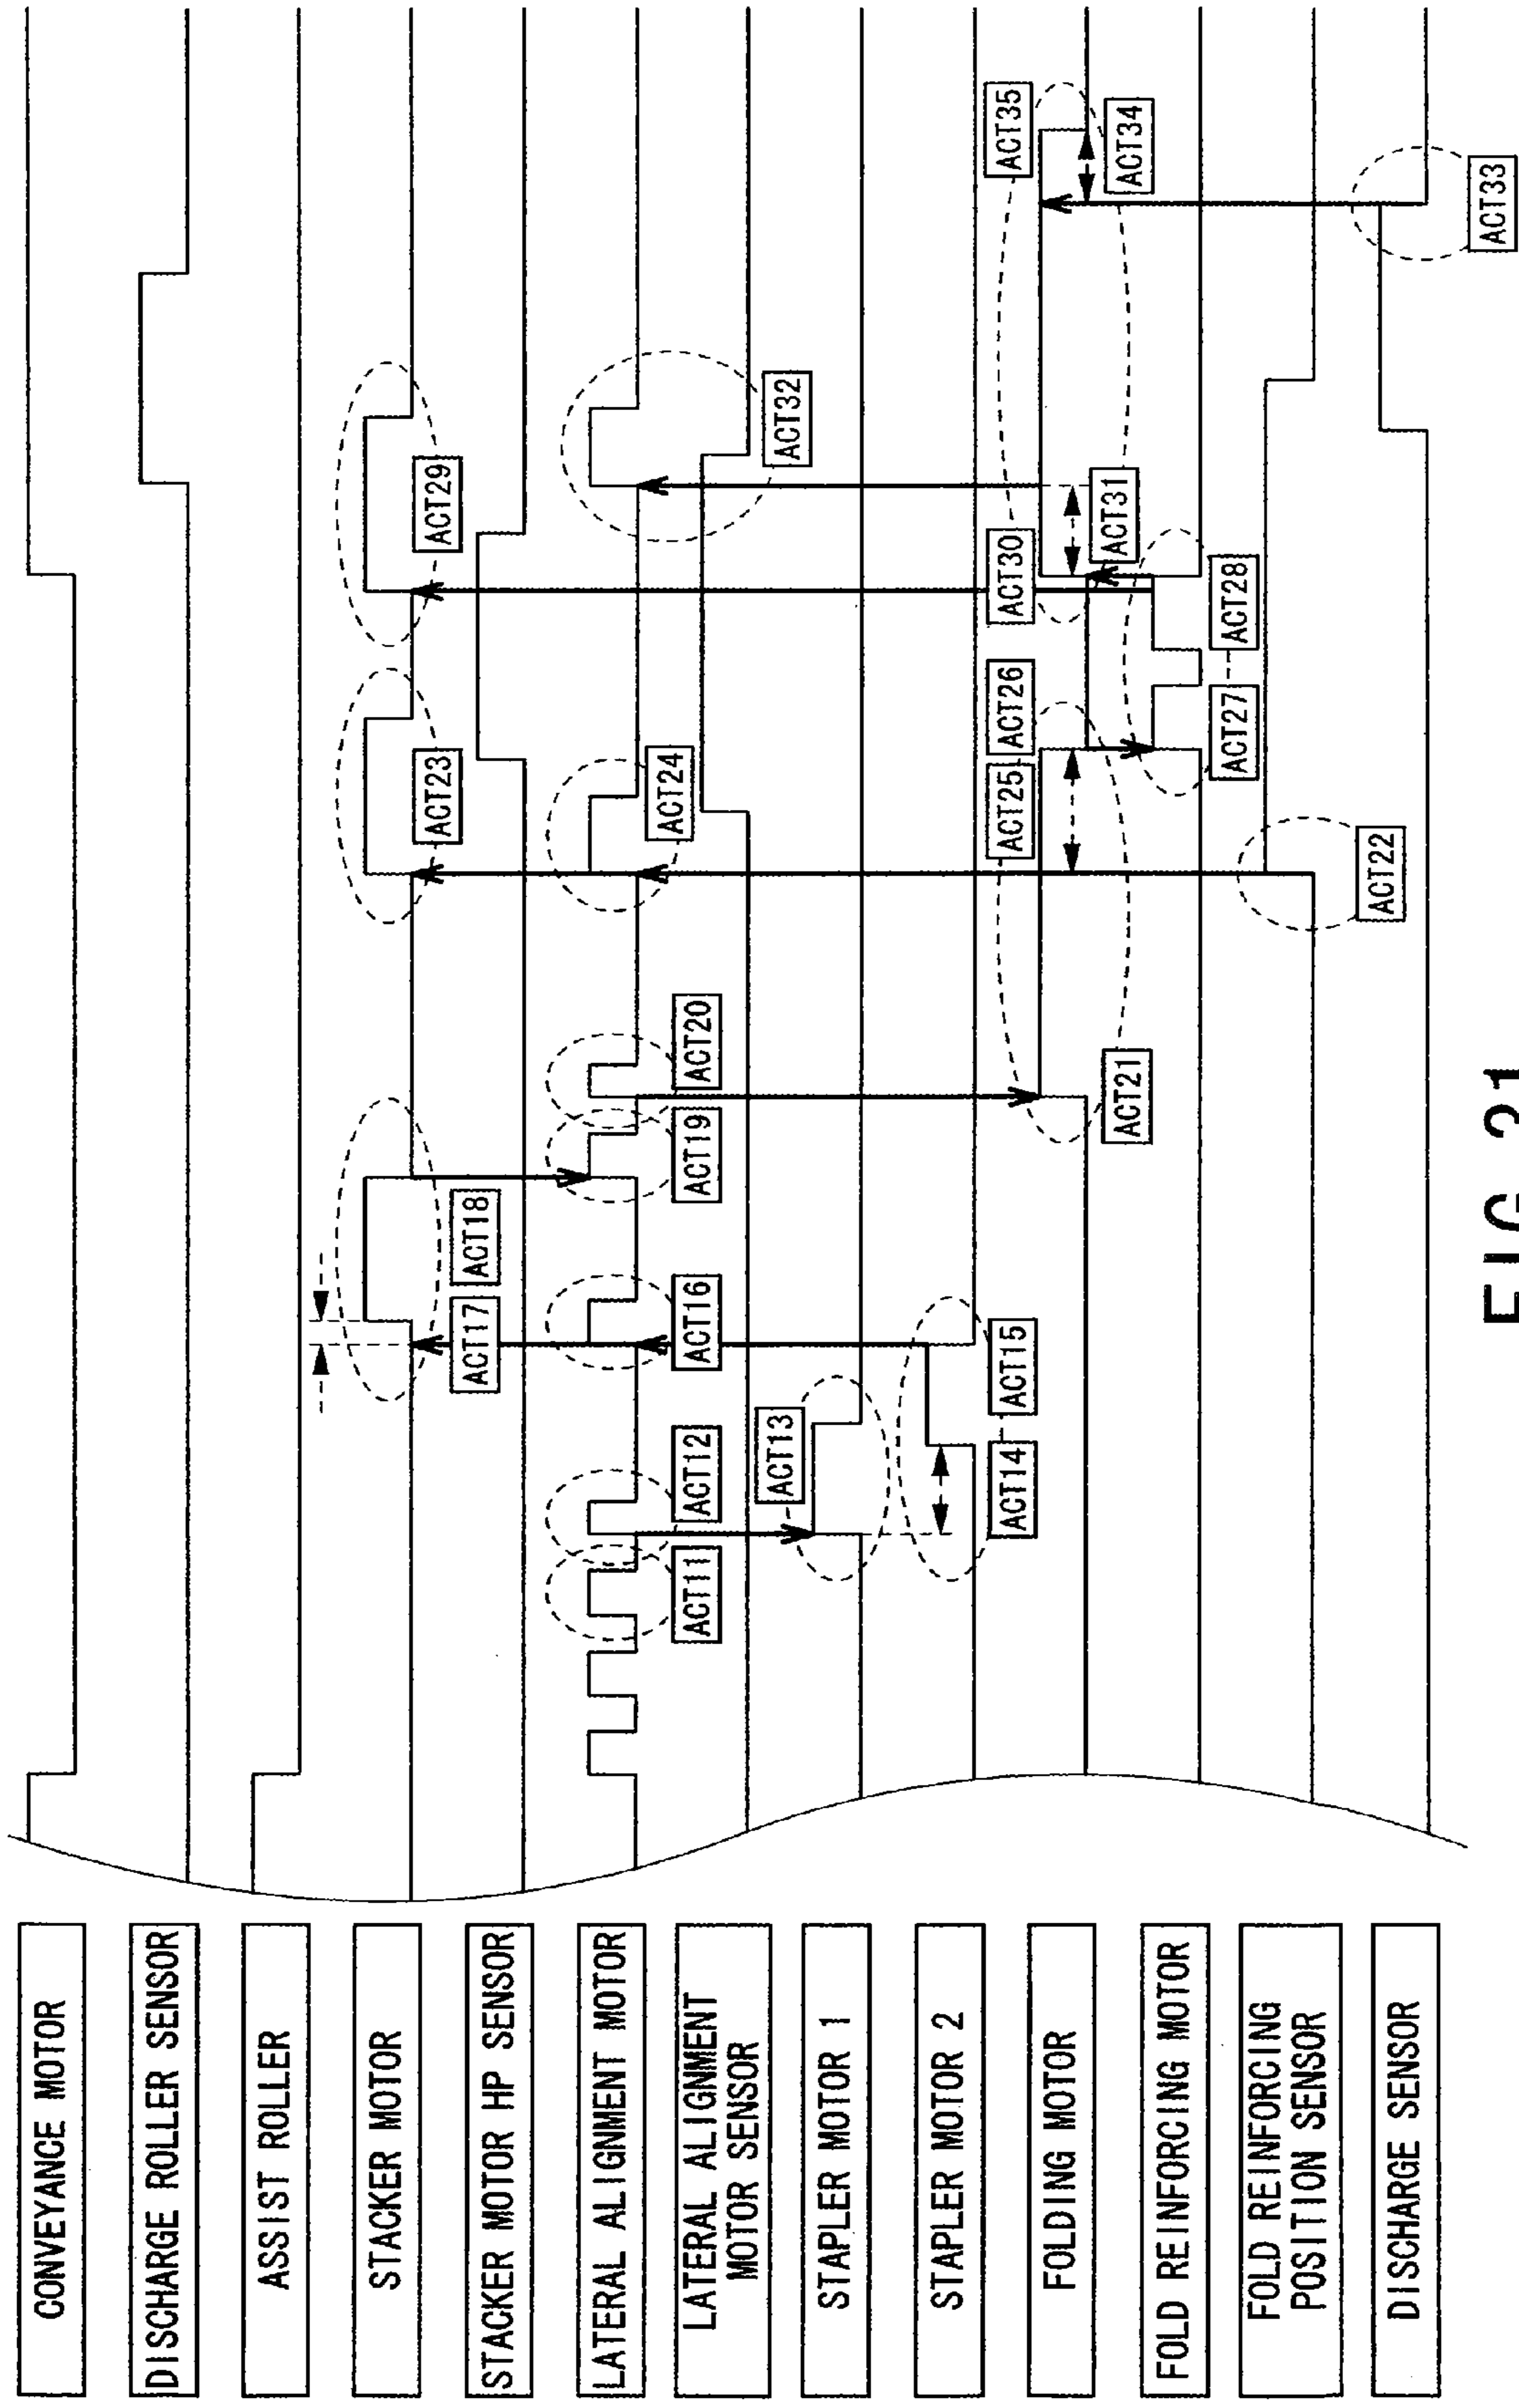 CONVEYANCE MOTOR
DISCHARGE ROLLER SENSOR
ASSIST ROLLER
STACKER MOTOR
STACKER MOTOR HP SENSOR
LATERAL ALIGNMENT MOTOR
LATERAL ALIGNMENT
MOTOR SENSOR
STAPLER MOTOR 1
STAPLER MOTOR 2
FOLDING MOTOR
FOLD REINFORCING MOTOR
FOLD REINFORCING
POSITION SENSOR
DISCHARGE SENSOR
ACT11
ACT12
ACT13
ACT14
ACT15
ACT16
ACT17
ACT18
ACT19
ACT20
ACT21
ACT22
ACT23
ACT24
ACT25
ACT26
ACT27
ACT28
ACT29
ACT30
ACT31
ACT32
ACT33
ACT34
ACT35
FIG. 21